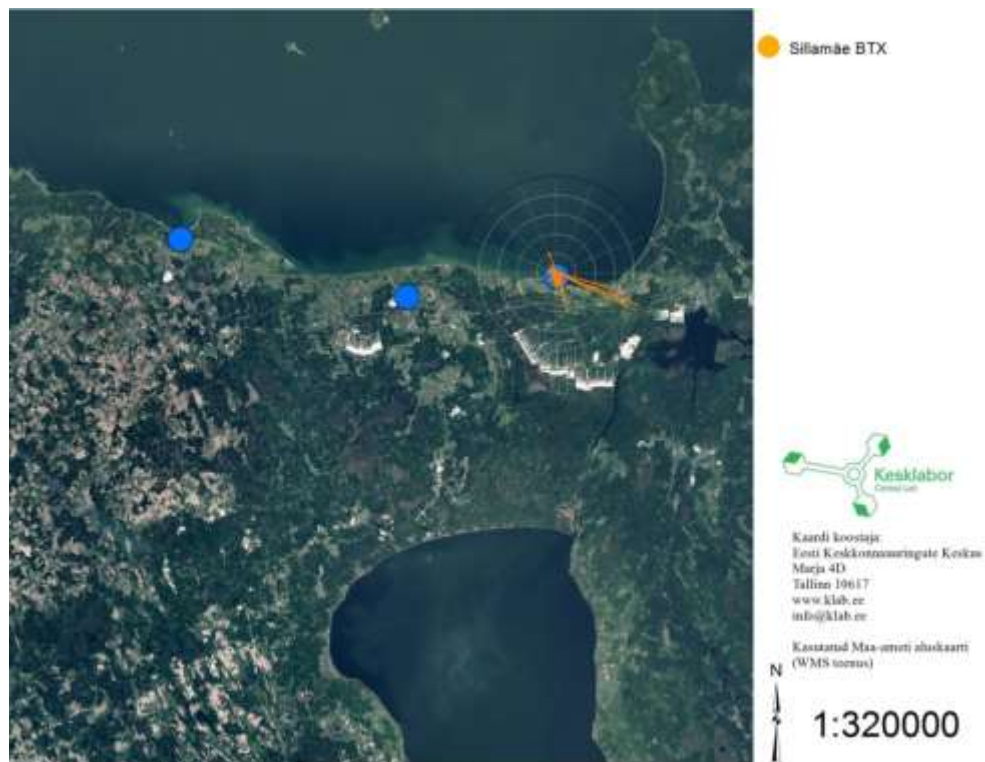 Sillamäe BTX
Kesklabor
Central Lab
Kaardi koostaja:
Eesti Keskkonnauuringute Keskus
Marja 4D
Tallinn 10617
www.klab.ee
info@klab.ee
Kasutatud Maa-ameti aluskaarti
(WMS teenus)
N
1:320000